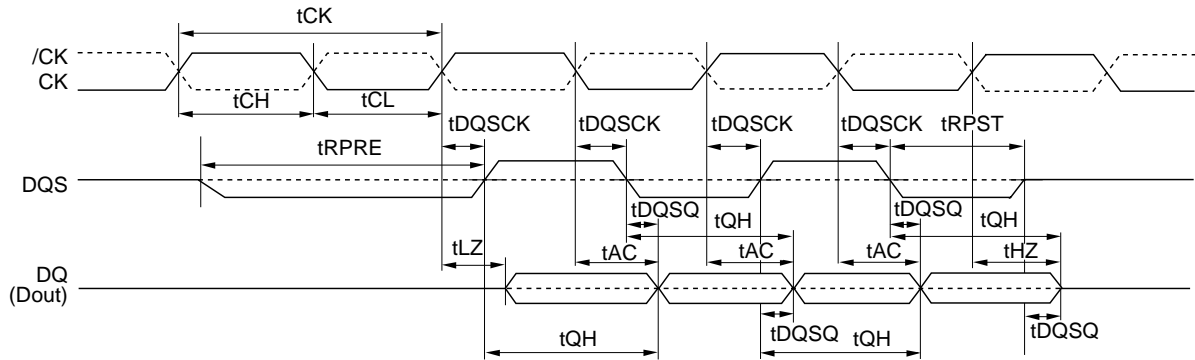 tCK
/CK
CK
tCH tCL
tDQSCK tDQSCK tDQSCK tDQSCK tRPST
tRPRE
DQS
tDQSQ tQH tDQSQ tQH
tLZ tAC tAC tAC tHZ
DQ
(Dout)
tQH tDQSQ tQH tDQSQ